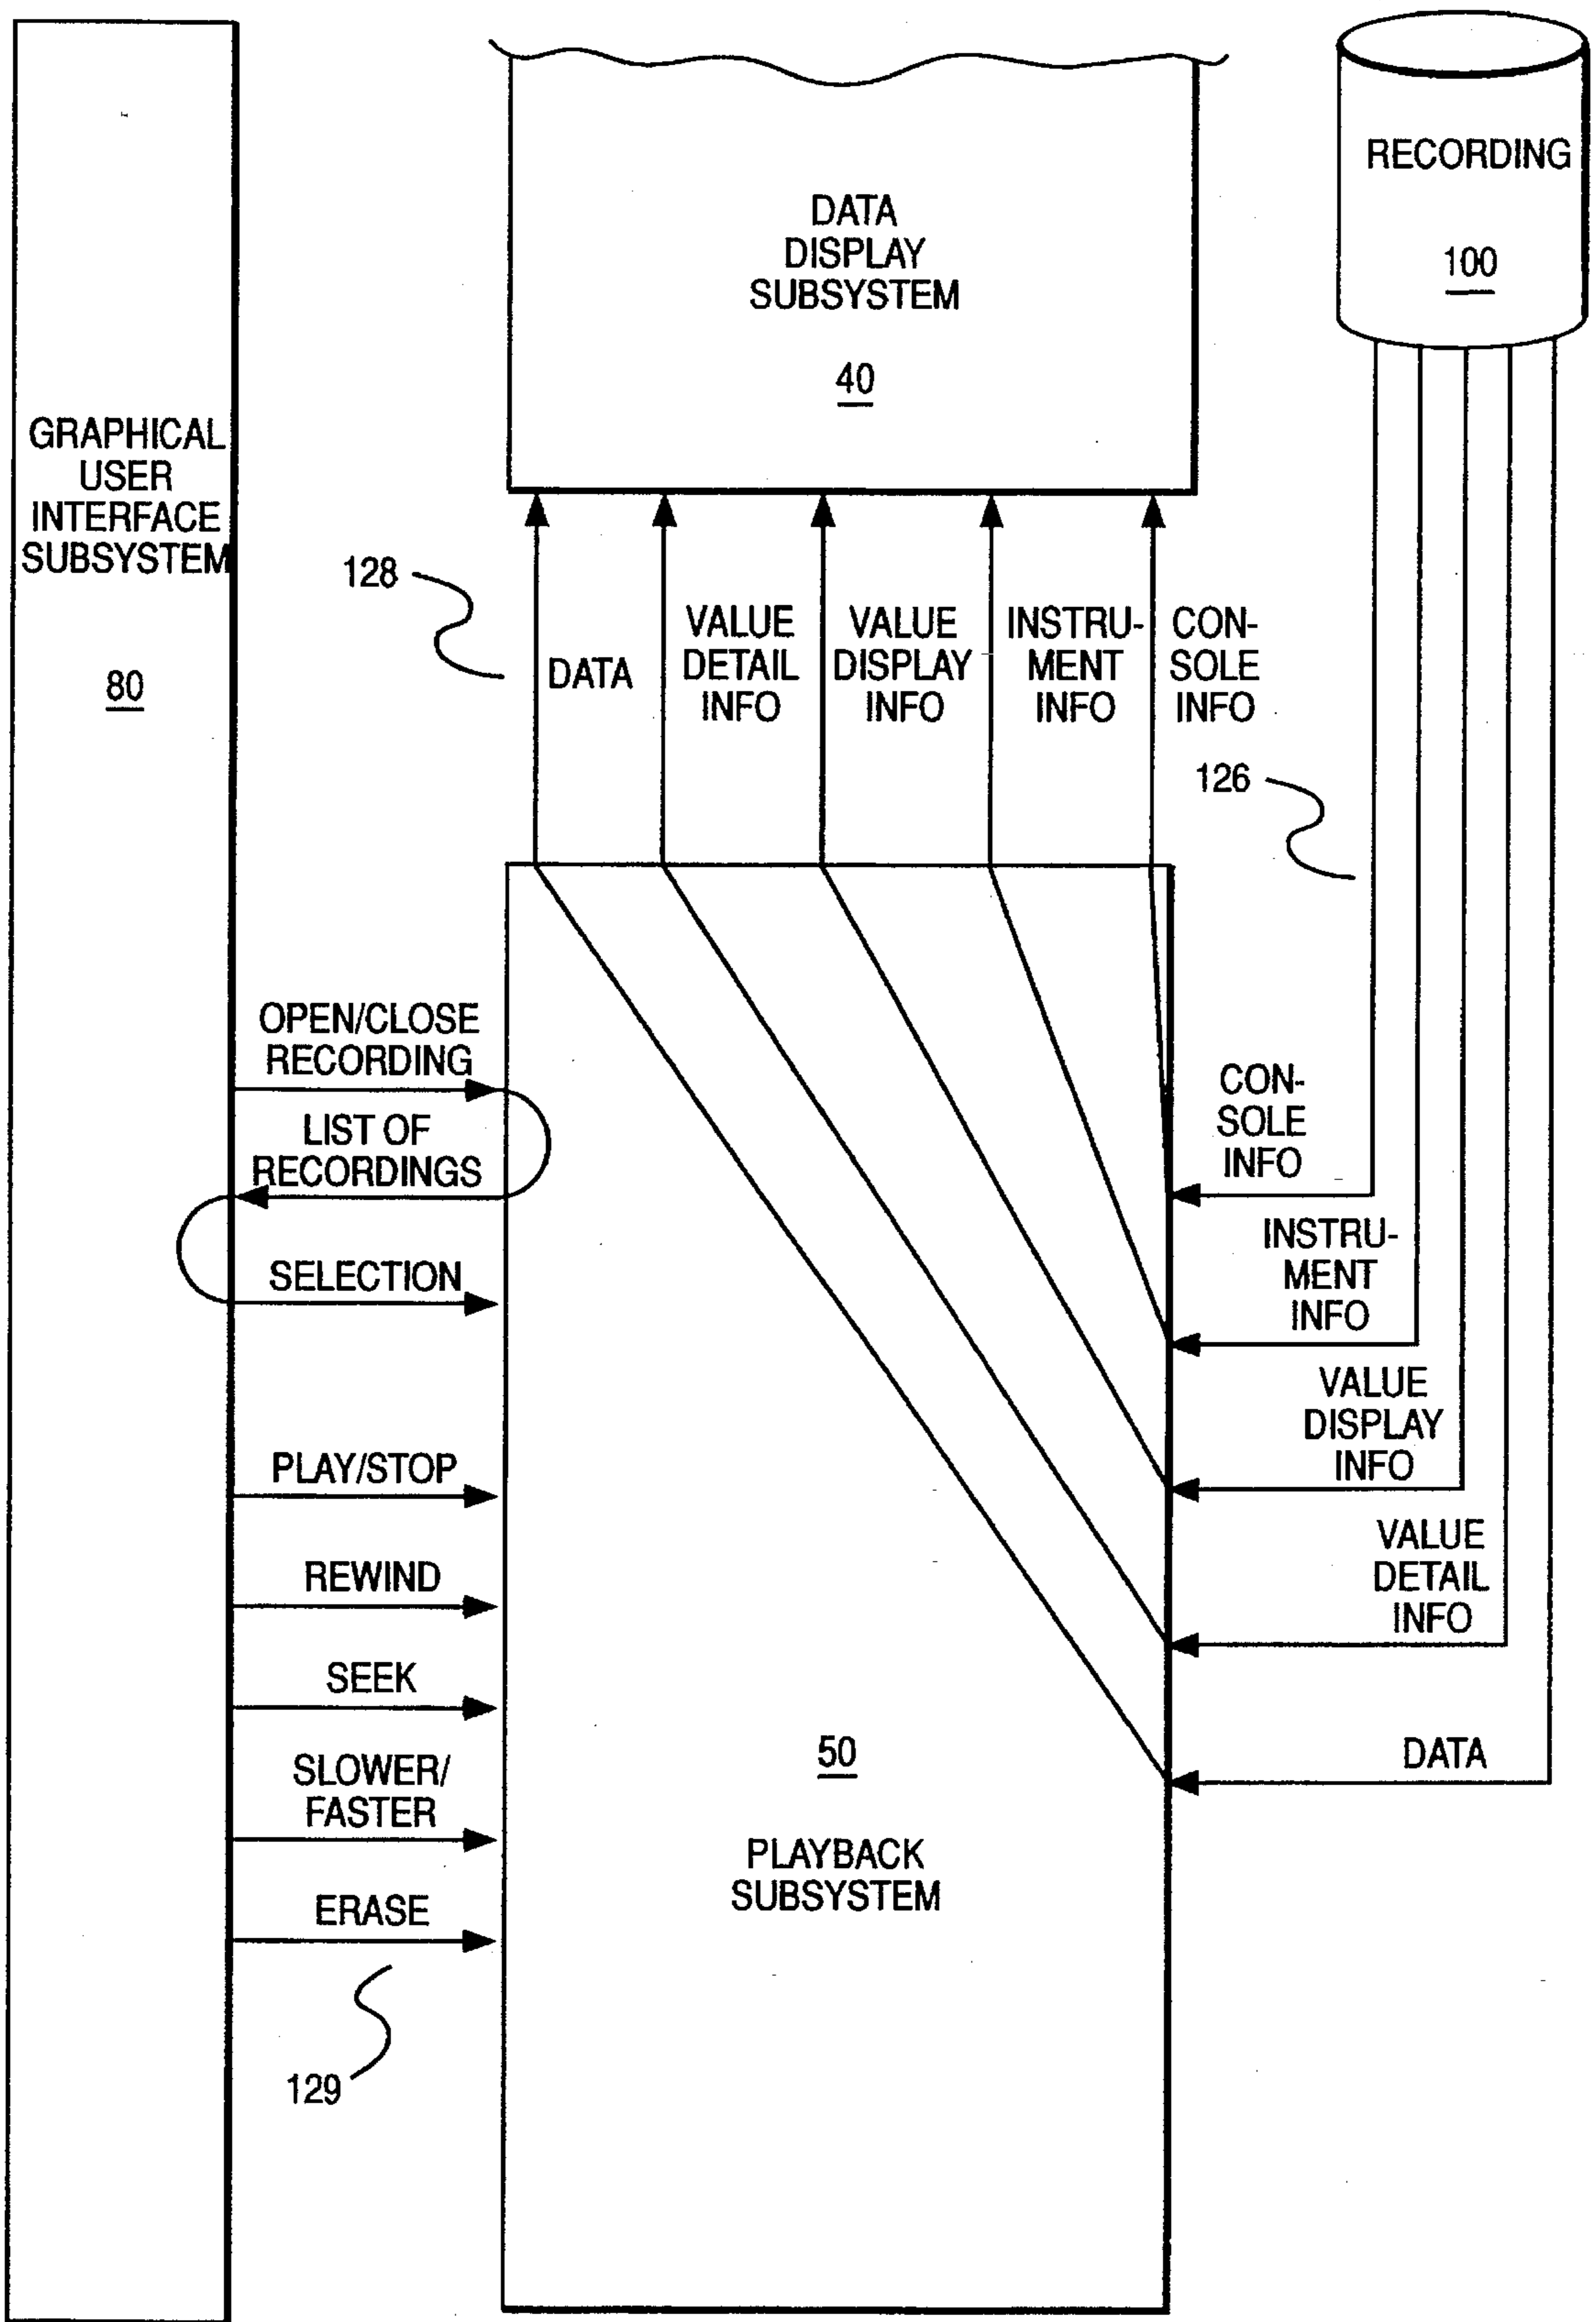 RECORDING
100
DATA
DISPLAY
SUBSYSTEM
40
GRAPHICAL
USER
INTERFACE
SUBSYSTEM
80
128
DATA
VALUE
DETAIL
INFO
VALUE
DISPLAY
INFO
INSTRU-
MENT
INFO
CON-
SOLE
INFO
126
OPEN/CLOSE
RECORDING
LIST OF
RECORDINGS
SELECTION
PLAY/STOP
REWIND
SEEK
SLOWER/
FASTER
ERASE
129
CON-
SOLE
INFO
INSTRU-
MENT
INFO
VALUE
DISPLAY
INFO
VALUE
DETAIL
INFO
DATA
50
PLAYBACK
SUBSYSTEM